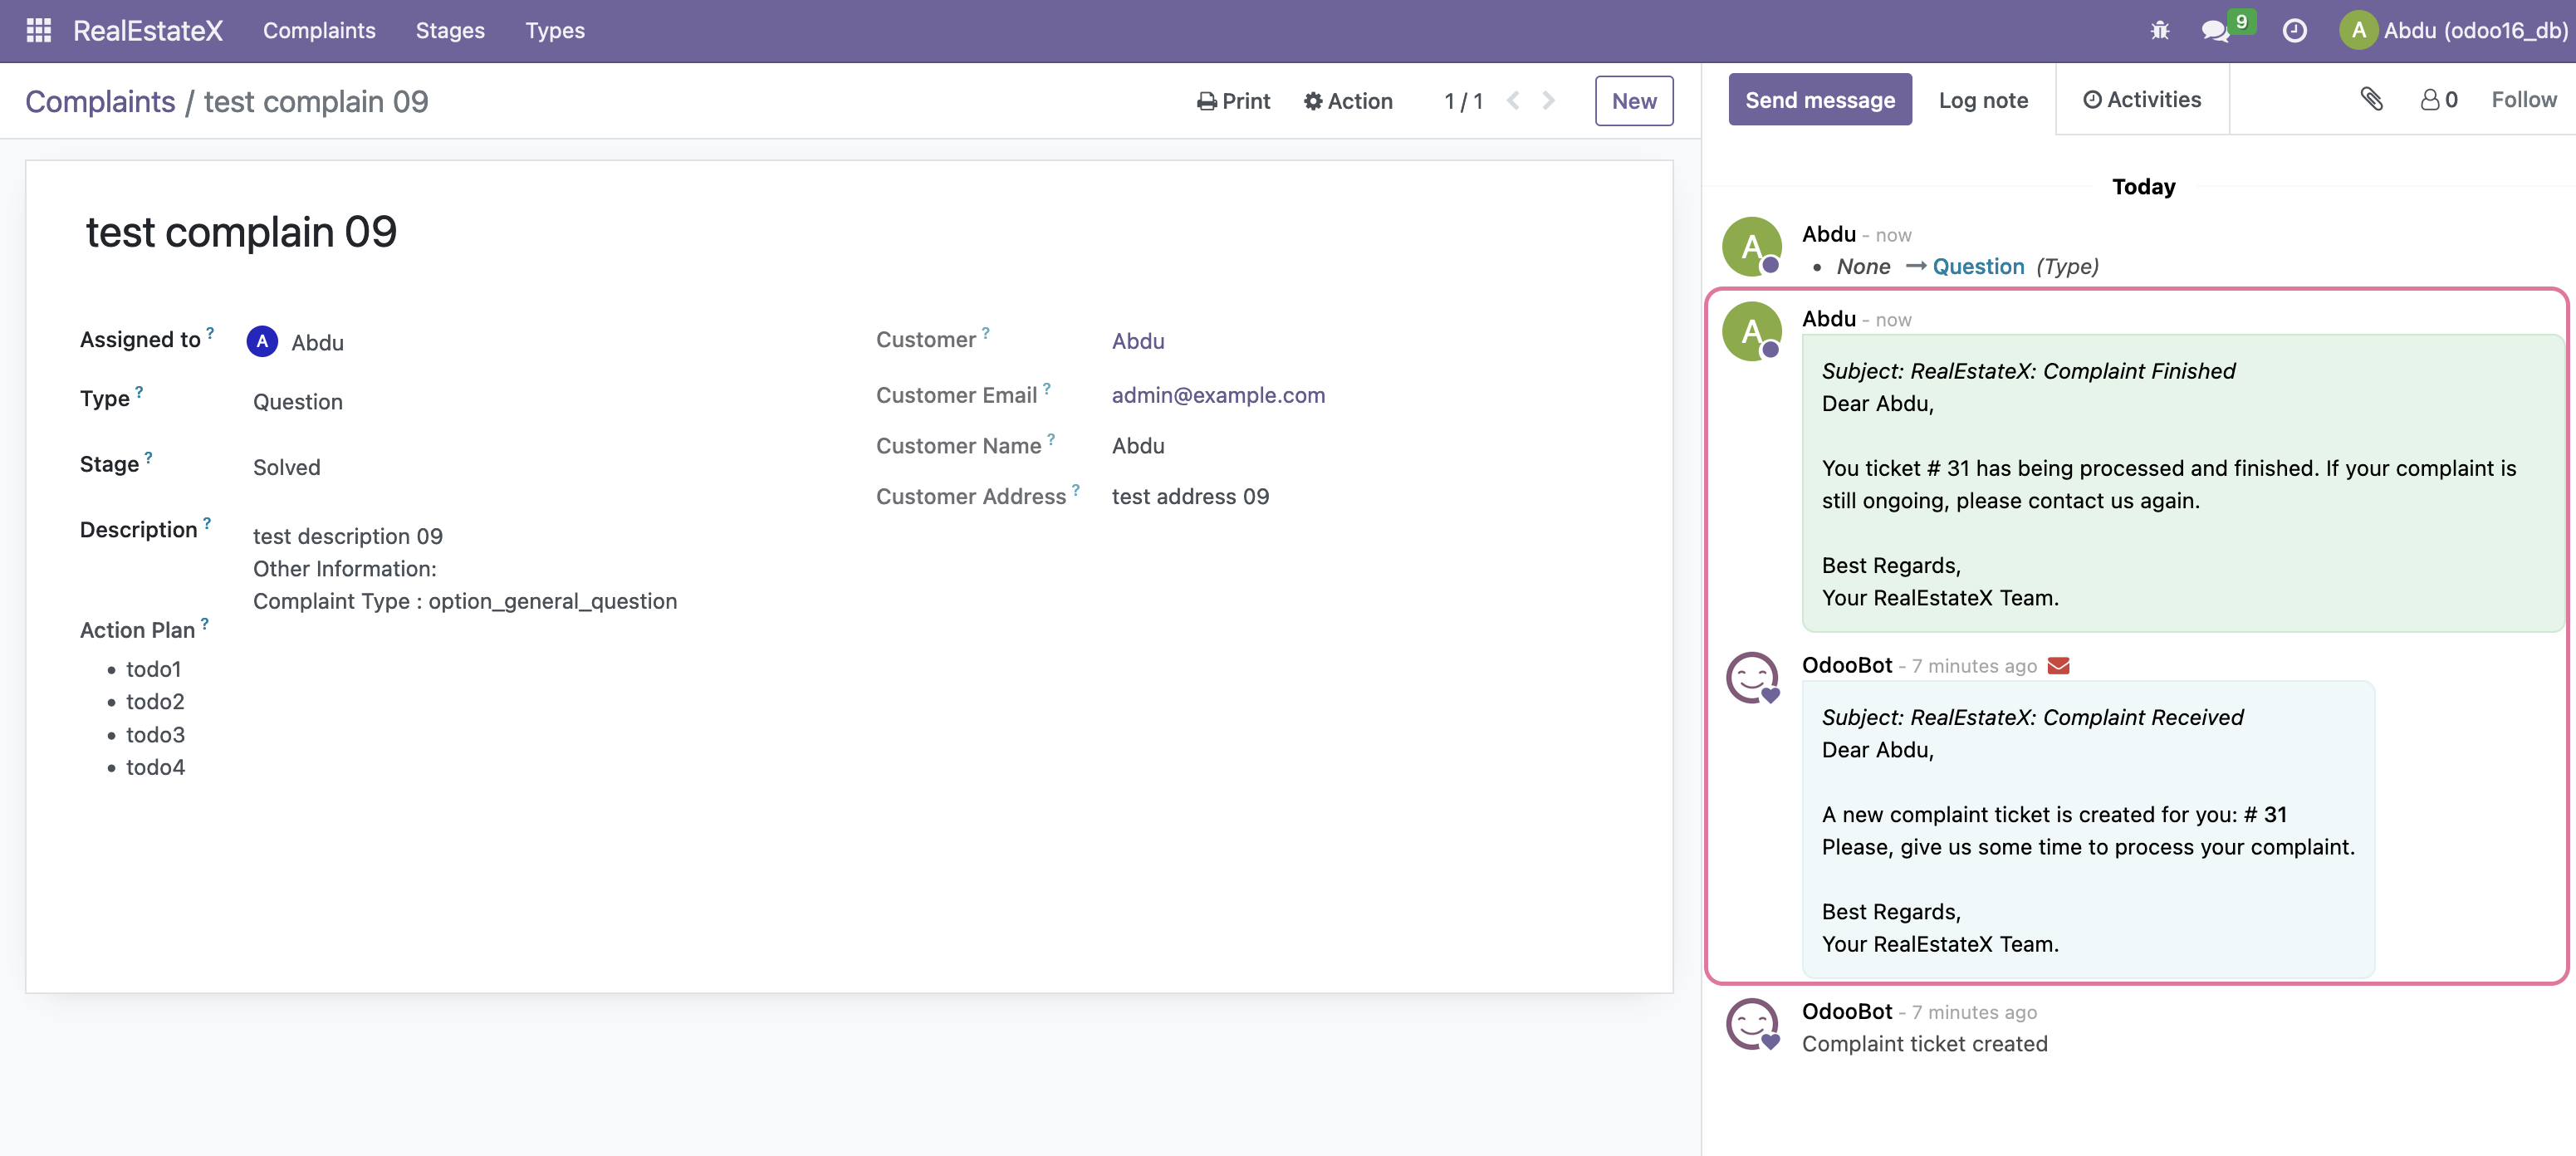 RealEstateX Complaints Stages Types 9 A Abdu (odoo16_db)
Complaints / test complain 09 Print Action 1 / 1 New
Send message Log note Activities 0 Follow
test complain 09
Assigned to ? A Abdu
Type ? Question
Stage ? Solved
Description ? test description 09
Other Information:
Complaint Type : option_general_question
Action Plan ?
• todo1
• todo2
• todo3
• todo4
Customer ? Abdu
Customer Email ? admin@example.com
Customer Name ? Abdu
Customer Address ? test address 09
Today
A Abdu - now
• None → Question (Type)
A Abdu - now
Subject: RealEstateX: Complaint Finished
Dear Abdu,
You ticket # 31 has being processed and finished. If your complaint is
still ongoing, please contact us again.
Best Regards,
Your RealEstateX Team.
OdooBot - 7 minutes ago
Subject: RealEstateX: Complaint Received
Dear Abdu,
A new complaint ticket is created for you: # 31
Please, give us some time to process your complaint.
Best Regards,
Your RealEstateX Team.
OdooBot - 7 minutes ago
Complaint ticket created